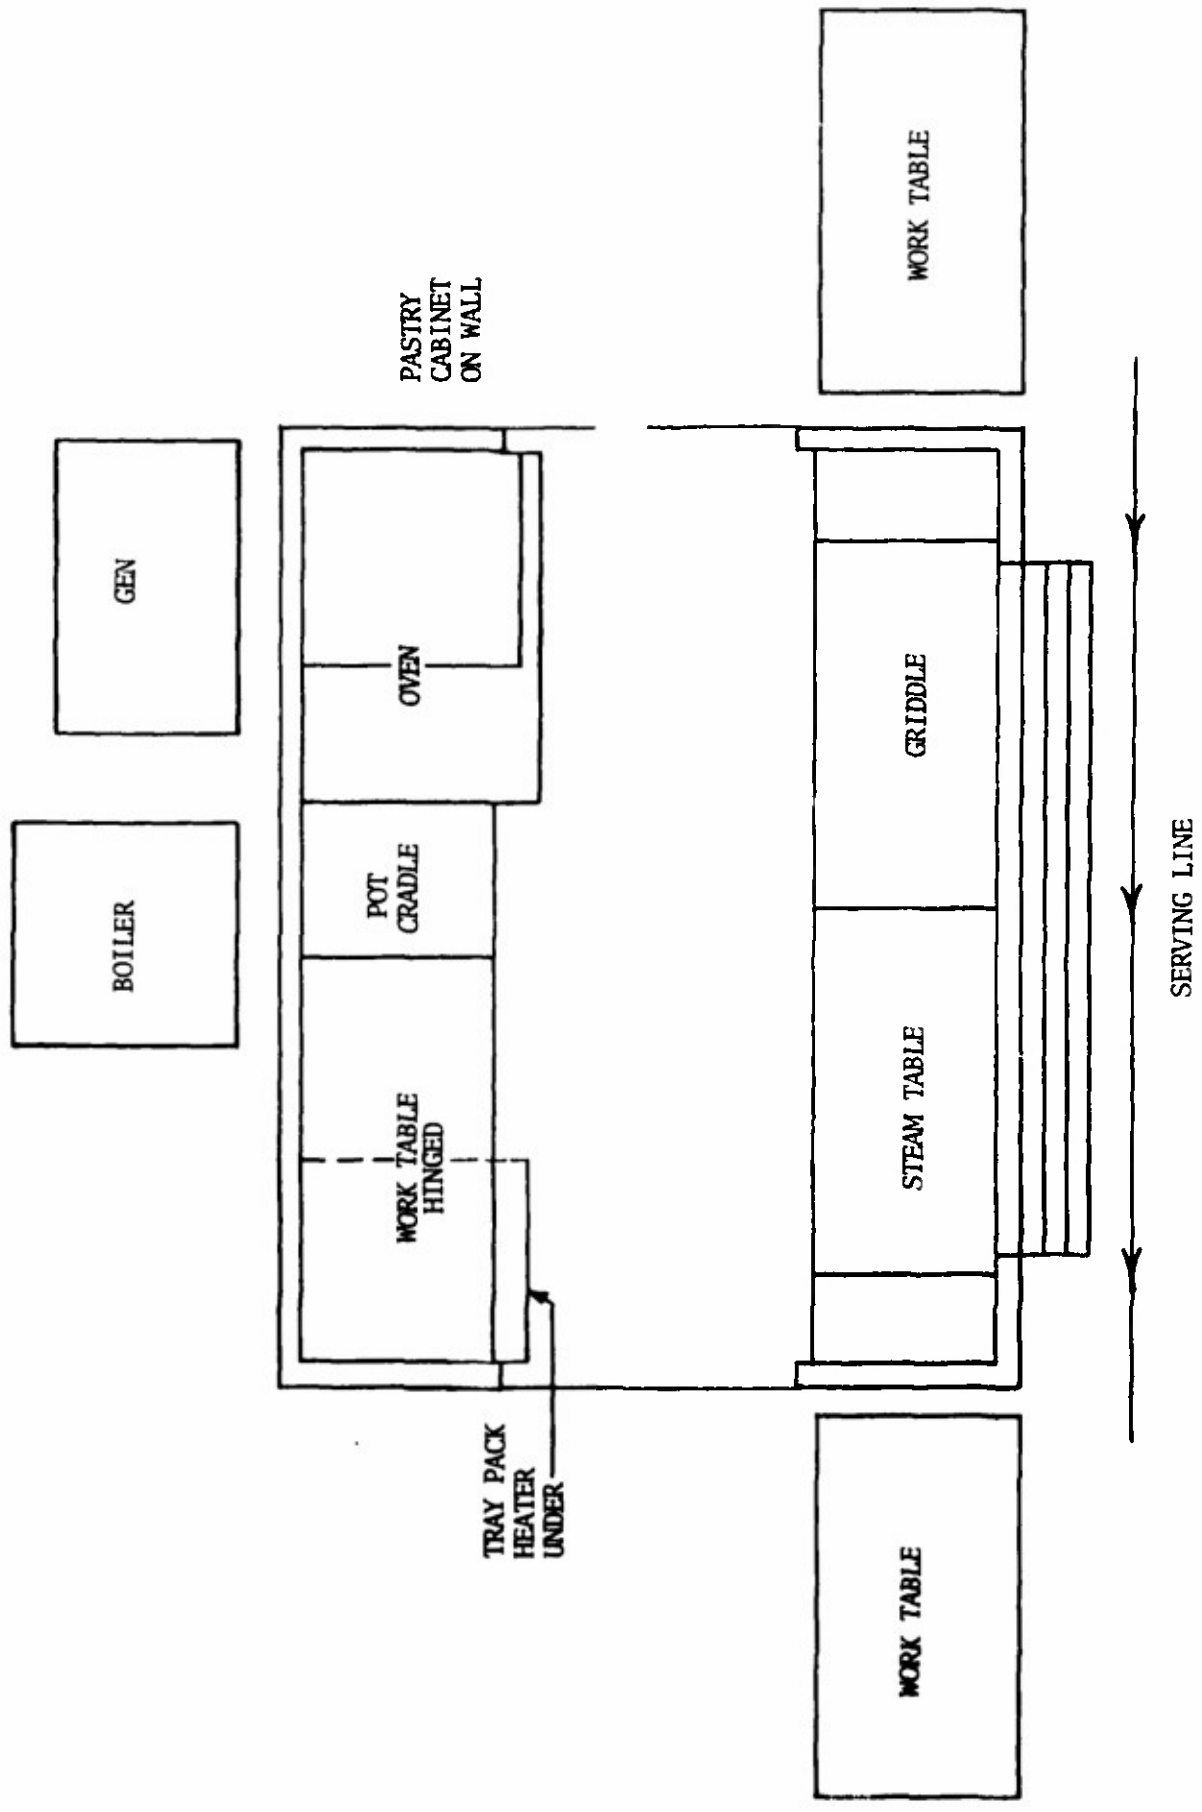 BOILER
GEN
WORK TABLE
HINGED
POT
CRADLE
OVEN
PASTRY
CABINET
ON WALL
TRAY PACK
HEATER
UNDER
WORK TABLE
STEAM TABLE
GRIDDLE
WORK TABLE
SERVING LINE